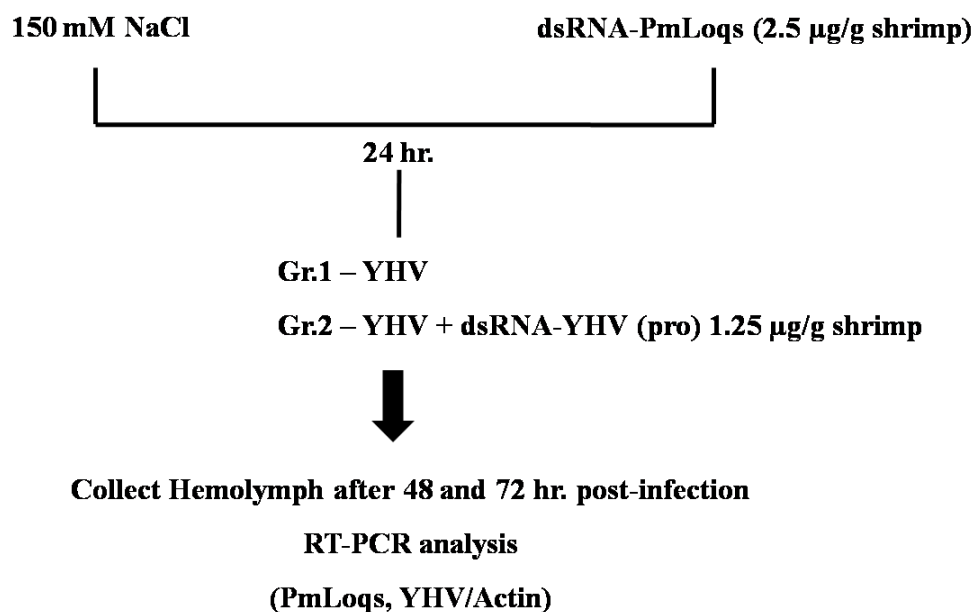 150 mM NaCl
dsRNA-PmLoqs (2.5 µg/g shrimp)
24 hr.
Gr.1 – YHV
Gr.2 – YHV + dsRNA-YHV (pro) 1.25 µg/g shrimp
Collect Hemolymph after 48 and 72 hr. post-infection
RT-PCR analysis
(PmLoqs, YHV/Actin)